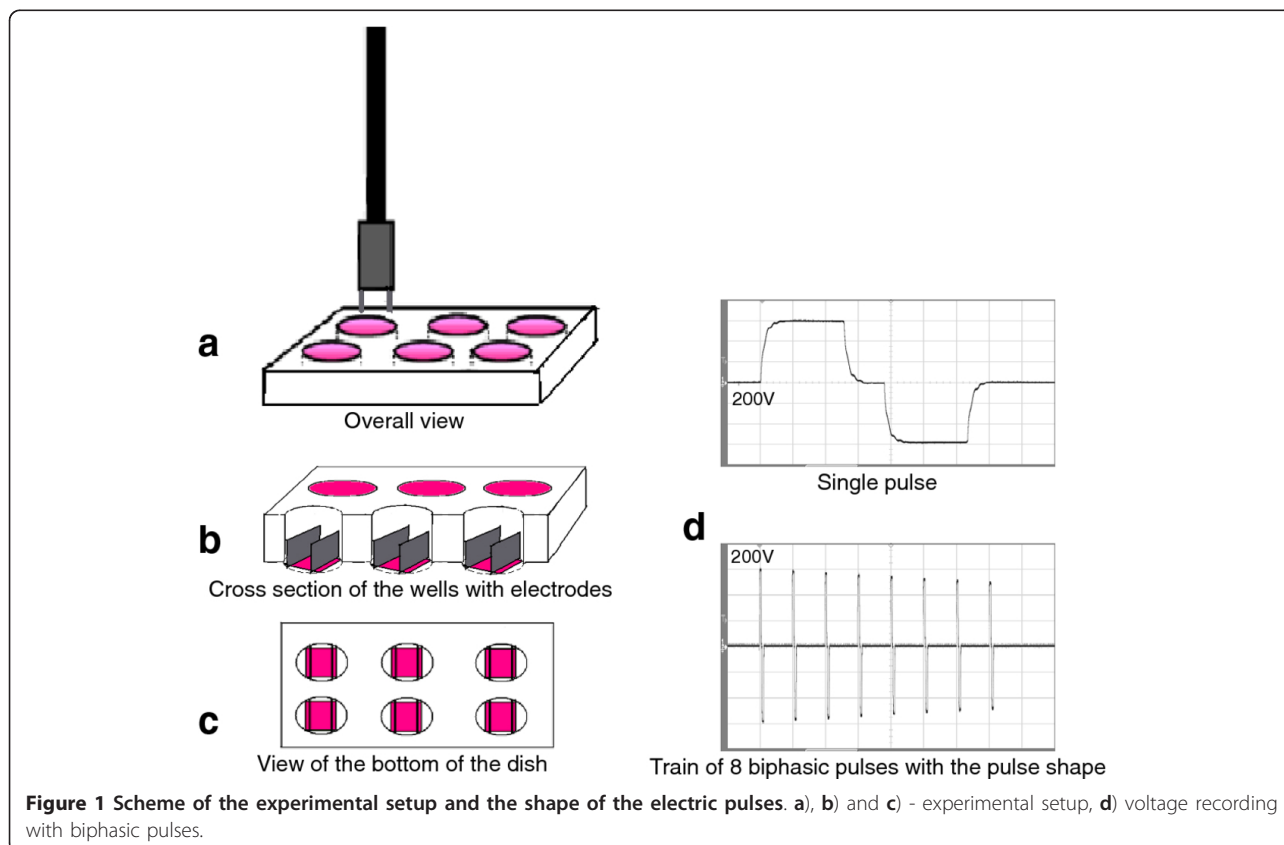 a
Overall view
b
Cross section of the wells with electrodes
c
View of the bottom of the dish
200V
Single pulse
d
200V
Train of 8 biphasic pulses with the pulse shape
Figure 1 Scheme of the experimental setup and the shape of the electric pulses. a), b) and c) - experimental setup, d) voltage recording
with biphasic pulses.